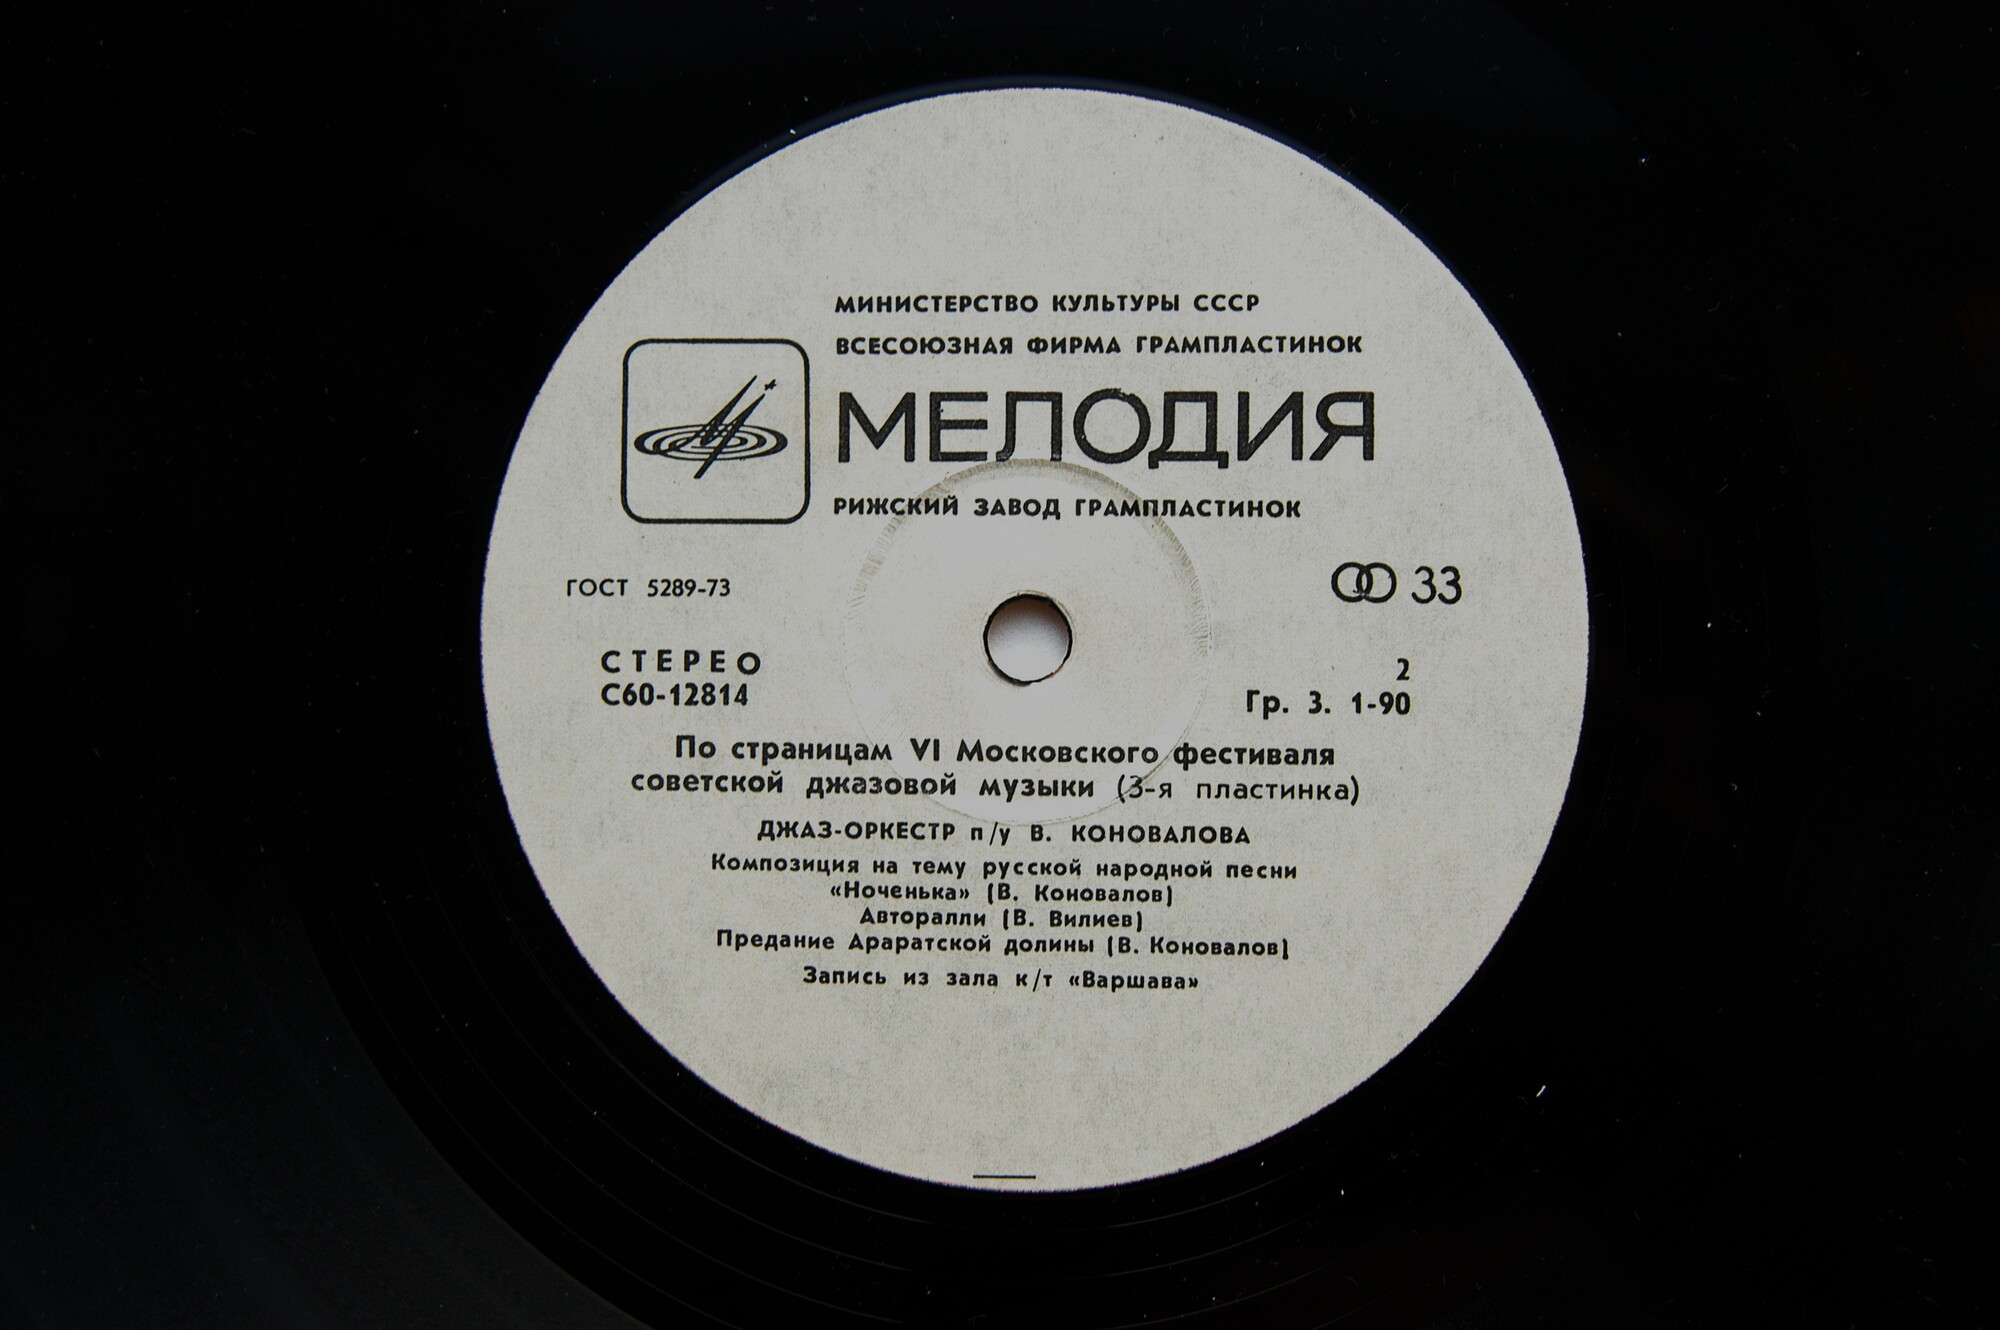 МИНИСТЕРСТВО КУЛЬТУРЫ СССР
ВСЕСОЮЗНАЯ ФИРМА ГРАМПЛАСТИНОК
МЕЛОДИЯ
РИЖСКИЙ ЗАВОД ГРАМПЛАСТИНОК
ГОСТ 5289-73
33
СТЕРЕО
2
С60-12814
Гр. 3. 1-90
По страницам VI Московского фестиваля
советской джазовой музыки (3-я пластинка)
ДЖАЗ-ОРКЕСТР п/у В. КОНОВАЛОВА
Композиция на тему русской народной песни
«Ноченька» (В. Коновалов)
Авторалли (В. Вилиев)
Предание Араратской долины (В. Коновалов)
Запись из зала к/т «Варшава»